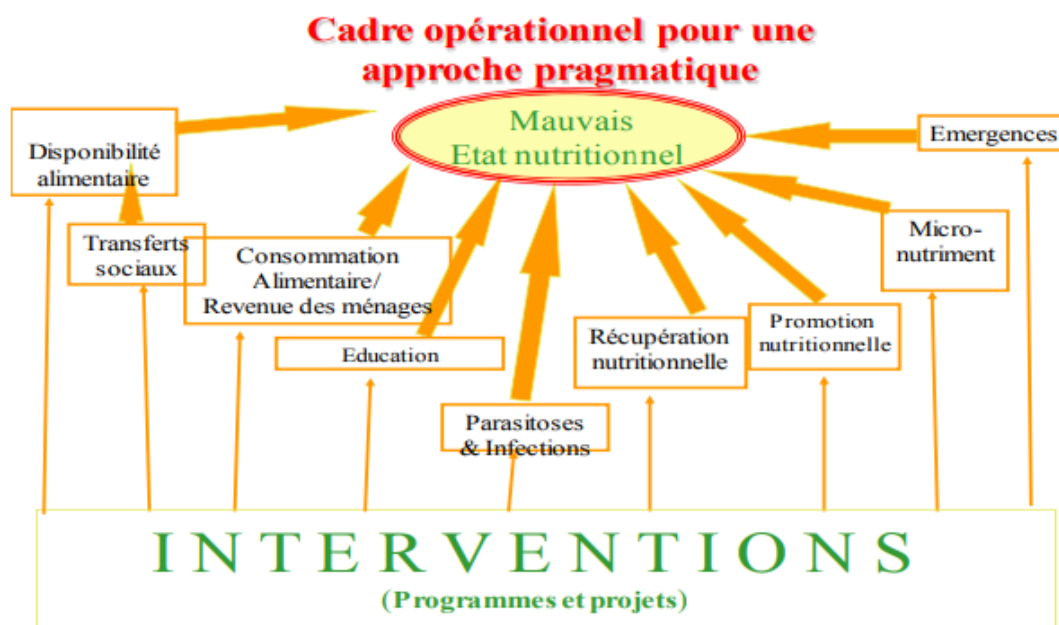 Cadre opérationnel pour une
approche pragmatique
Mauvais
Etat nutritionnel
Emergences
Disponibilité
alimentaire
Transferts
sociaux
Consommation
Alimentaire/
Revenue des ménages
Micro-
nutriment
Education
Récupération
nutritionnelle
Promotion
nutritionnelle
Parasitoses
& Infections
INTERVENTIONS
(Programmes et projets)